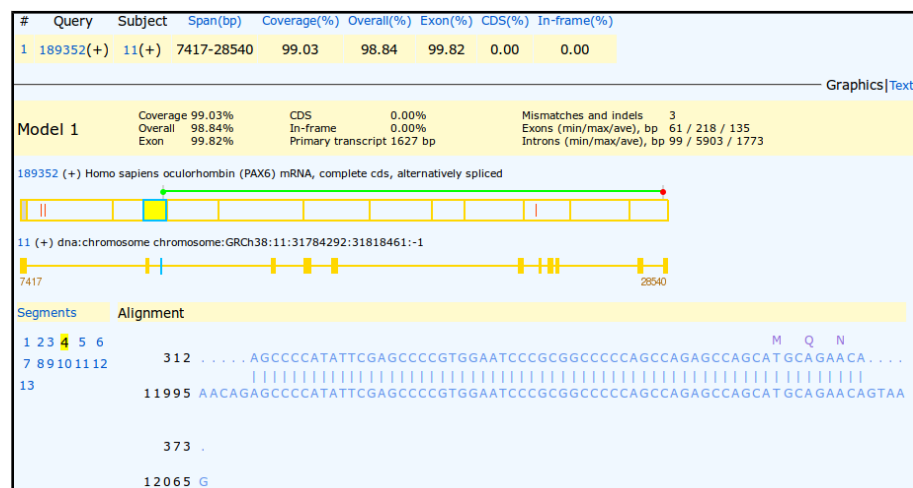 # Query Subject Span(bp) Coverage(%) Overall(%) Exon(%) CDS(%) In-frame(%)
1 189352(+) 11(+) 7417-28540 99.03 98.84 99.82 0.00 0.00
Graphics|Text
Model 1
Coverage 99.03% CDS 0.00% Mismatches and indels 3
Overall 98.84% In-frame 0.00% Exons (min/max/ave), bp 61 / 218 / 135
Exon 99.82% Primary transcript 1627 bp Introns (min/max/ave), bp 99 / 5903 / 1773
189352 (+) Homo sapiens oculorhombin (PAX6) mRNA, complete cds, alternatively spliced
11 (+) dna:chromosome chromosome:GRCh38:11:31784292:31818461:-1
7417 28540
Segments Alignment
1 2 3 4 5 6
7 8 9 10 11 12
13
M Q N
312 .....AGCCCCATATTCGAGCCCCGTGGAATCCCGCGGCCCCCAGCCAGAGCCAGCATGCAGAACA....
11995 AACAGAGCCCCATATTCGAGCCCCGTGGAATCCCGCGGCCCCCAGCCAGAGCCAGCATGCAGAACAGTAA
373 .
12065 G